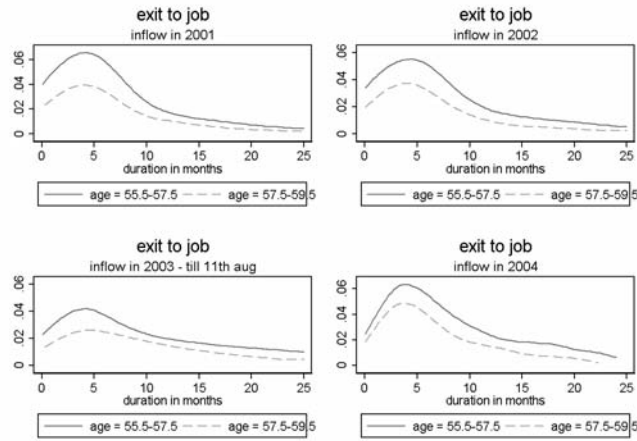 exit to job
inflow in 2001
.06
.04
.02
0
0 5 10 15 20 25
duration in months
age = 55.5-57.5 age = 57.5-59.5
exit to job
inflow in 2002
.06
.04
.02
0
0 5 10 15 20 25
duration in months
age = 55.5-57.5 age = 57.5-59.5
exit to job
inflow in 2003 - till 11th aug
.06
.04
.02
0
0 5 10 15 20 25
duration in months
age = 55.5-57.5 age = 57.5-59.5
exit to job
inflow in 2004
.06
.04
.02
0
0 5 10 15 20 25
duration in months
age = 55.5-57.5 age = 57.5-59.5